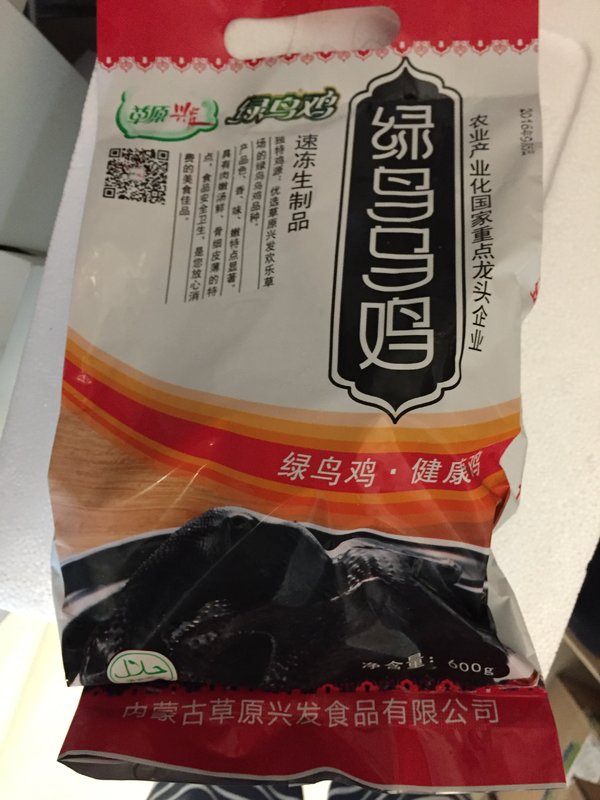 草原兴发
绿鸟鸡
速冻生制品
独特鸡源：优选草原兴发欢乐草
场的绿鸟乌鸡品种，
产品色、香、味、嫩特点显著，
具有肉嫩汤鲜、骨细皮薄的特
点，食品安全卫生，是您放心消
费的美食佳品。
绿鸟乌鸡
农业产业化国家重点龙头企业
绿鸟鸡·健康鸡
حلال
净含量：600g
内蒙古草原兴发食品有限公司